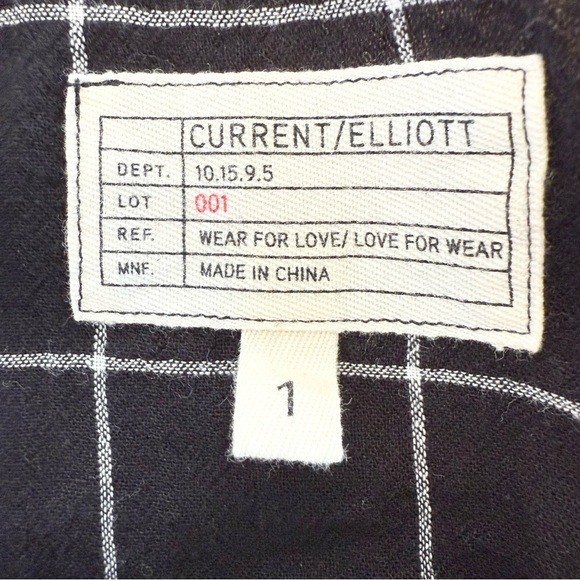 CURRENT/ELLIOTT
DEPT. 10.15.9.5
LOT 001
REF. WEAR FOR LOVE/ LOVE FOR WEAR
MNF. MADE IN CHINA
1